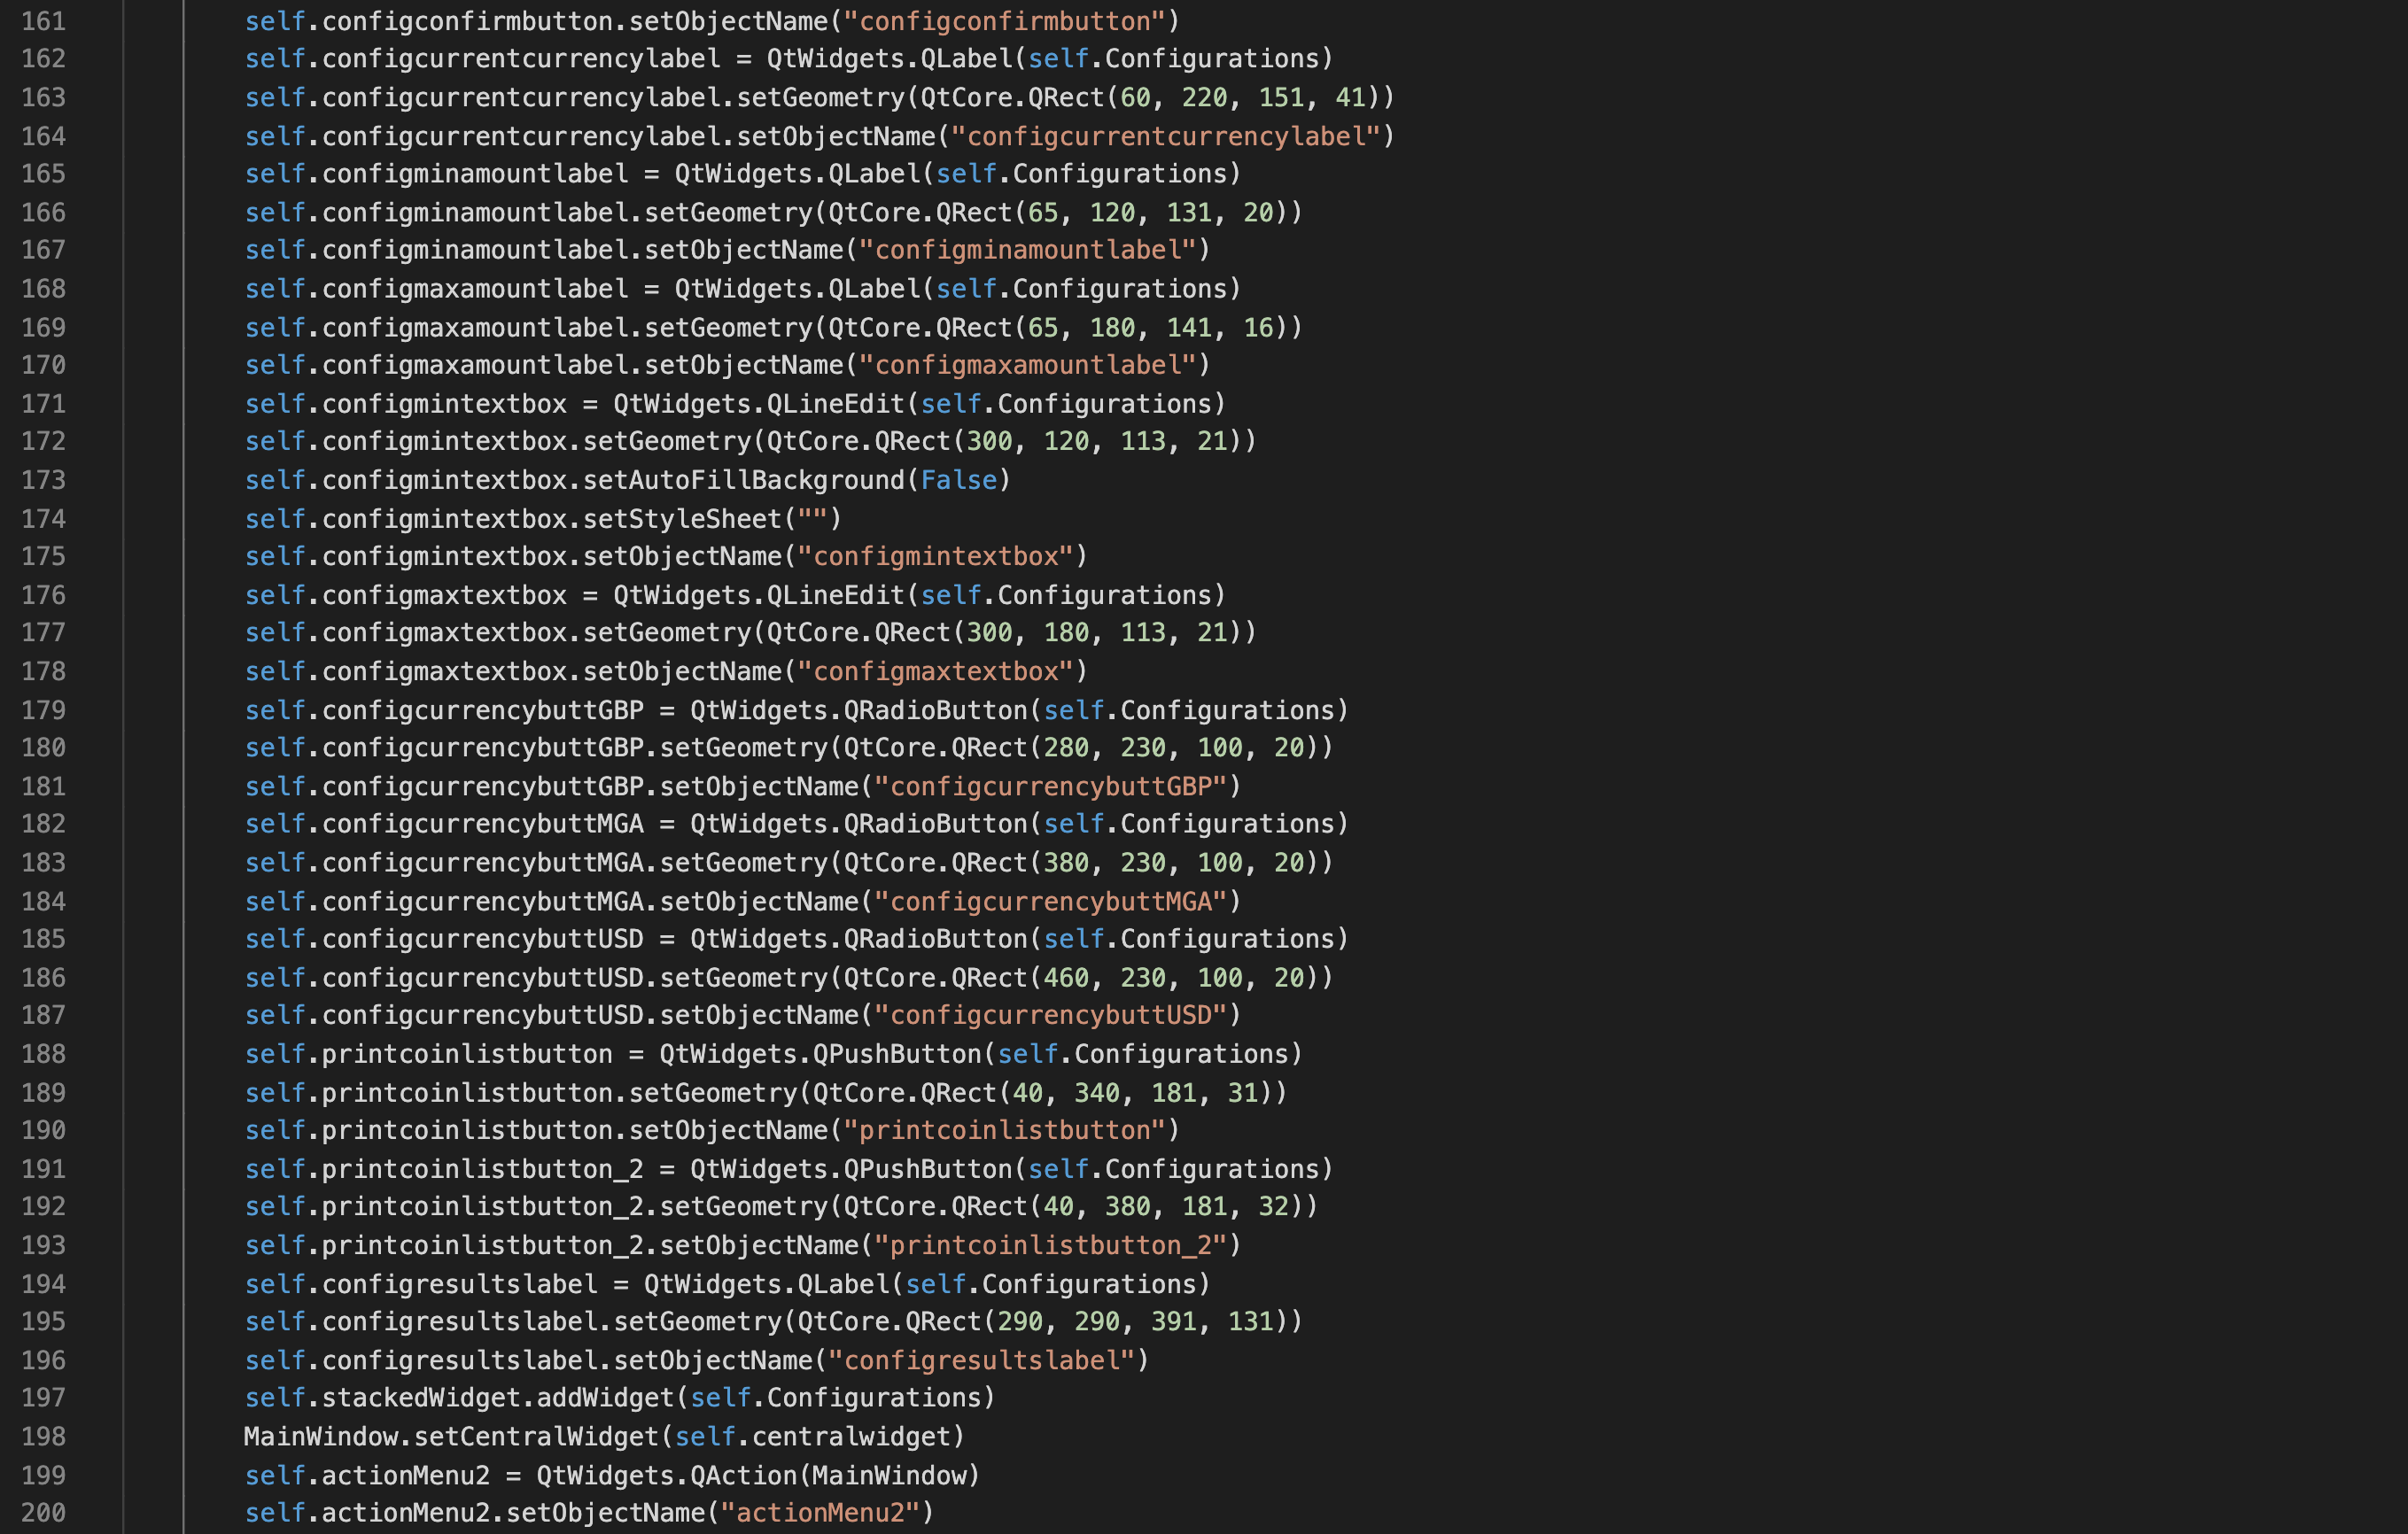 161 self.configconfirmbutton.setObjectName("configconfirmbutton")
162 self.configcurrentcurrencylabel = QtWidgets.QLabel(self.Configurations)
163 self.configcurrentcurrencylabel.setGeometry(QtCore.QRect(60, 220, 151, 41))
164 self.configcurrentcurrencylabel.setObjectName("configcurrentcurrencylabel")
165 self.configminamountlabel = QtWidgets.QLabel(self.Configurations)
166 self.configminamountlabel.setGeometry(QtCore.QRect(65, 120, 131, 20))
167 self.configminamountlabel.setObjectName("configminamountlabel")
168 self.configmaxamountlabel = QtWidgets.QLabel(self.Configurations)
169 self.configmaxamountlabel.setGeometry(QtCore.QRect(65, 180, 141, 16))
170 self.configmaxamountlabel.setObjectName("configmaxamountlabel")
171 self.configmintextbox = QtWidgets.QLineEdit(self.Configurations)
172 self.configmintextbox.setGeometry(QtCore.QRect(300, 120, 113, 21))
173 self.configmintextbox.setAutoFillBackground(False)
174 self.configmintextbox.setStyleSheet("")
175 self.configmintextbox.setObjectName("configmintextbox")
176 self.configmaxtextbox = QtWidgets.QLineEdit(self.Configurations)
177 self.configmaxtextbox.setGeometry(QtCore.QRect(300, 180, 113, 21))
178 self.configmaxtextbox.setObjectName("configmaxtextbox")
179 self.configcurrencybuttGBP = QtWidgets.QRadioButton(self.Configurations)
180 self.configcurrencybuttGBP.setGeometry(QtCore.QRect(280, 230, 100, 20))
181 self.configcurrencybuttGBP.setObjectName("configcurrencybuttGBP")
182 self.configcurrencybuttMGA = QtWidgets.QRadioButton(self.Configurations)
183 self.configcurrencybuttMGA.setGeometry(QtCore.QRect(380, 230, 100, 20))
184 self.configcurrencybuttMGA.setObjectName("configcurrencybuttMGA")
185 self.configcurrencybuttUSD = QtWidgets.QRadioButton(self.Configurations)
186 self.configcurrencybuttUSD.setGeometry(QtCore.QRect(460, 230, 100, 20))
187 self.configcurrencybuttUSD.setObjectName("configcurrencybuttUSD")
188 self.printcoinlistbutton = QtWidgets.QPushButton(self.Configurations)
189 self.printcoinlistbutton.setGeometry(QtCore.QRect(40, 340, 181, 31))
190 self.printcoinlistbutton.setObjectName("printcoinlistbutton")
191 self.printcoinlistbutton_2 = QtWidgets.QPushButton(self.Configurations)
192 self.printcoinlistbutton_2.setGeometry(QtCore.QRect(40, 380, 181, 32))
193 self.printcoinlistbutton_2.setObjectName("printcoinlistbutton_2")
194 self.configresultslabel = QtWidgets.QLabel(self.Configurations)
195 self.configresultslabel.setGeometry(QtCore.QRect(290, 290, 391, 131))
196 self.configresultslabel.setObjectName("configresultslabel")
197 self.stackedWidget.addWidget(self.Configurations)
198 MainWindow.setCentralWidget(self.centralwidget)
199 self.actionMenu2 = QtWidgets.QAction(MainWindow)
200 self.actionMenu2.setObjectName("actionMenu2")